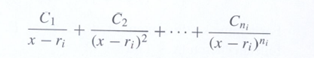 C₁/(x − rᵢ) + C₂/(x − rᵢ)² + ··· + Cₙᵢ/(x − rᵢ)ⁿⁱ